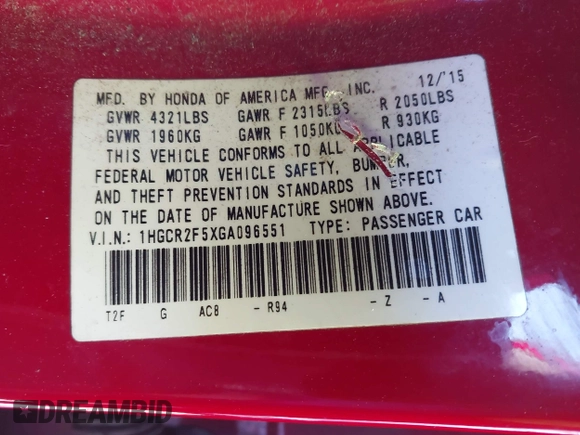 MFD. BY HONDA OF AMERICA MFG., INC. 12/'15
GVWR 4321LBS GAWR F 2315LBS R 2050LBS
GVWR 1960KG GAWR F 1050KG R 930KG
THIS VEHICLE CONFORMS TO ALL APPLICABLE
FEDERAL MOTOR VEHICLE SAFETY, BUMPER,
AND THEFT PREVENTION STANDARDS IN EFFECT
ON THE DATE OF MANUFACTURE SHOWN ABOVE.
V.I.N.: 1HGCR2F5XGA096551 TYPE: PASSENGER CAR
T2F G AC8 - R94 - Z - A
DREAMBID